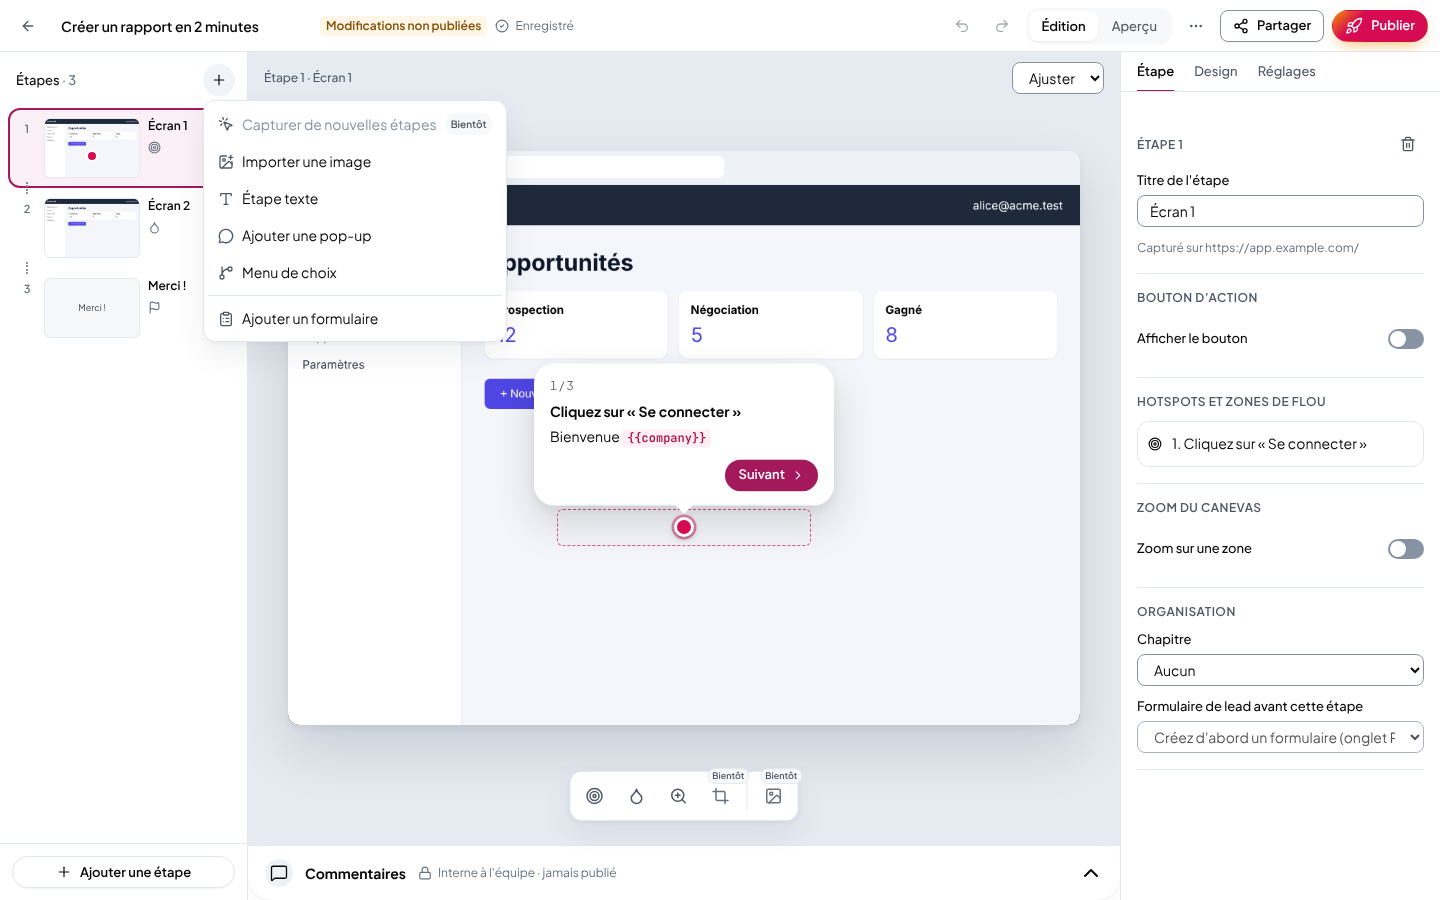 Créer un rapport en 2 minutes
Modifications non publiées
Enregistré
Édition
Aperçu
Partager
Publier
Étapes · 3
1
Écran 1
2
Écran 2
3
Merci !
Merci !
Ajouter une étape
Capturer de nouvelles étapes
Bientôt
Importer une image
Étape texte
Ajouter une pop-up
Menu de choix
Ajouter un formulaire
Étape 1 · Écran 1
Ajuster
alice@acme.test
pportunités
rospection
2
Négociation
5
Gagné
8
Paramètres
+ Nouv
1 / 3
Cliquez sur « Se connecter »
Bienvenue {{company}}
Suivant
Bientôt
Bientôt
Commentaires
Interne à l'équipe · jamais publié
Étape
Design
Réglages
ÉTAPE 1
Titre de l'étape
Écran 1
Capturé sur https://app.example.com/
BOUTON D'ACTION
Afficher le bouton
HOTSPOTS ET ZONES DE FLOU
1. Cliquez sur « Se connecter »
ZOOM DU CANEVAS
Zoom sur une zone
ORGANISATION
Chapitre
Aucun
Formulaire de lead avant cette étape
Créez d'abord un formulaire (onglet F